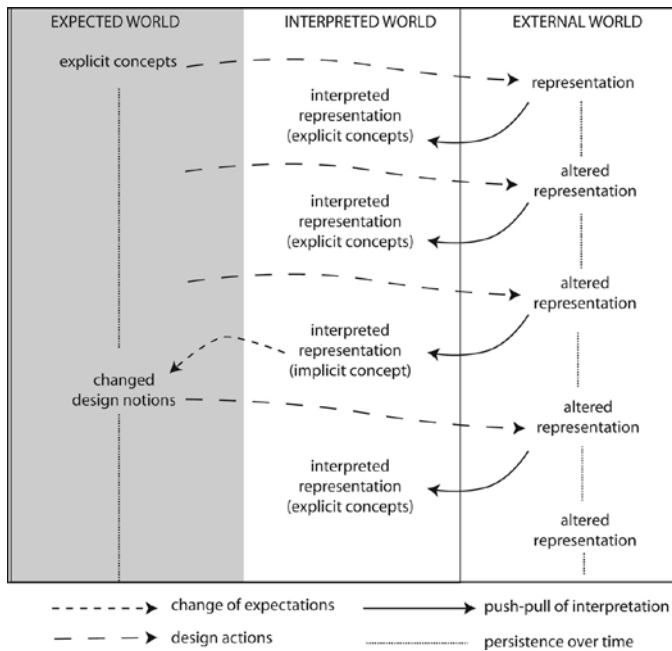 EXPECTED WORLD
INTERPRETED WORLD
EXTERNAL WORLD
explicit concepts
representation
interpreted
representation
(explicit concepts)
altered
representation
interpreted
representation
(explicit concepts)
altered
representation
interpreted
representation
(implicit concept)
changed
design notions
altered
representation
interpreted
representation
(explicit concepts)
altered
representation
change of expectations
push-pull of interpretation
design actions
persistence over time